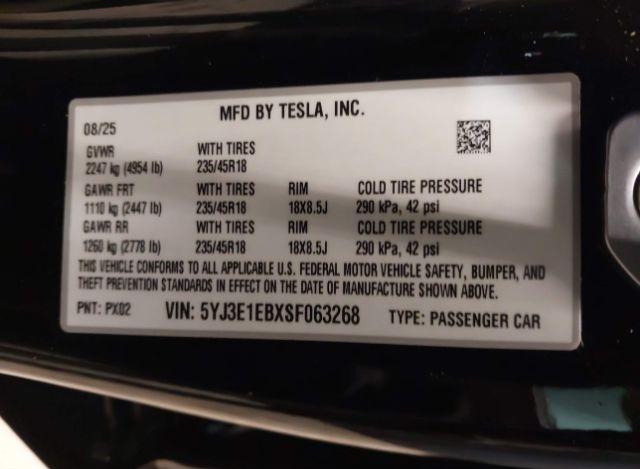 MFD BY TESLA, INC.
08/25
GVWR WITH TIRES
2247 kg (4954 lb) 235/45R18
GAWR FRT WITH TIRES RIM COLD TIRE PRESSURE
1110 kg (2447 lb) 235/45R18 18X8.5J 290 kPa, 42 psi
GAWR RR WITH TIRES RIM COLD TIRE PRESSURE
1260 kg (2778 lb) 235/45R18 18X8.5J 290 kPa, 42 psi
THIS VEHICLE CONFORMS TO ALL APPLICABLE U.S. FEDERAL MOTOR VEHICLE SAFETY, BUMPER, AND
THEFT PREVENTION STANDARDS IN EFFECT ON THE DATE OF MANUFACTURE SHOWN ABOVE.
PNT: PX02 VIN: 5YJ3E1EBXSF063268 TYPE: PASSENGER CAR